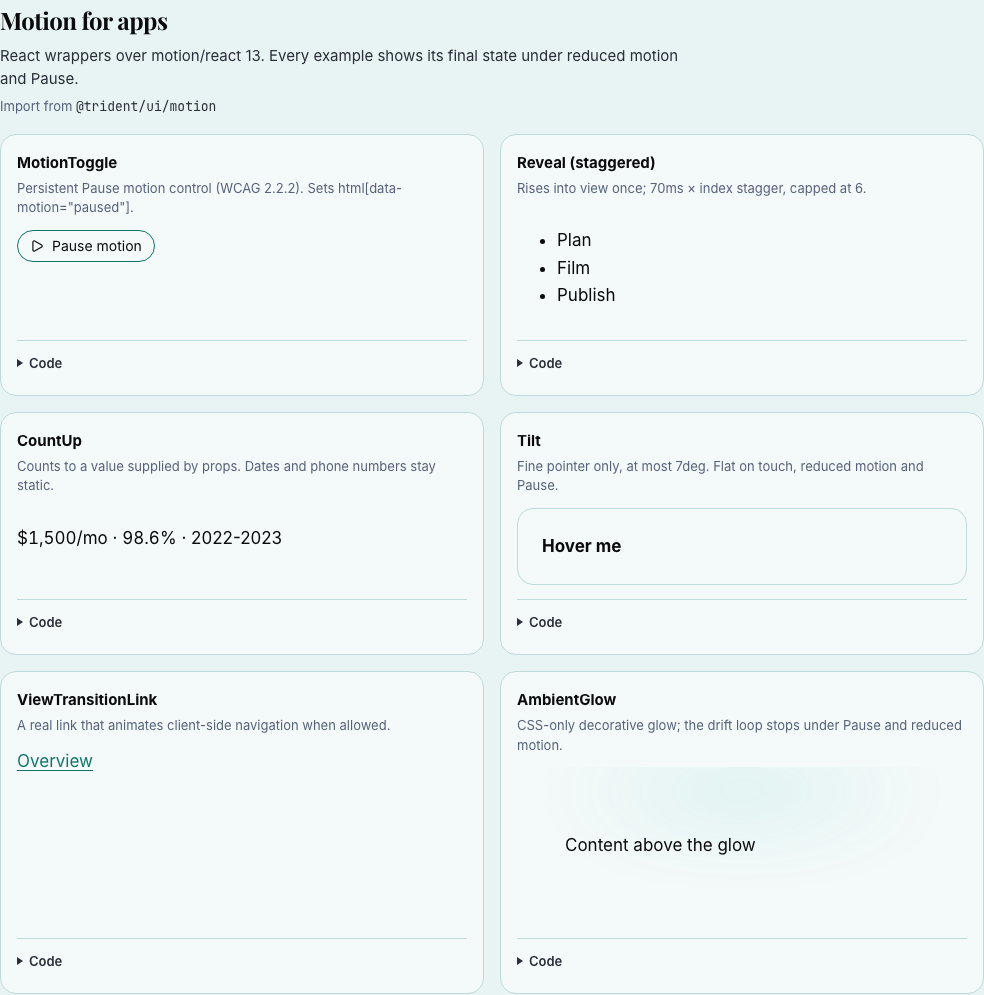 Motion for apps
React wrappers over motion/react 13. Every example shows its final state under reduced motion
and Pause.
Import from @trident/ui/motion
MotionToggle
Persistent Pause motion control (WCAG 2.2.2). Sets html[data-
motion="paused"].
Pause motion
Code
Reveal (staggered)
Rises into view once; 70ms × index stagger, capped at 6.
• Plan
• Film
• Publish
Code
CountUp
Counts to a value supplied by props. Dates and phone numbers stay
static.
$1,500/mo · 98.6% · 2022-2023
Code
Tilt
Fine pointer only, at most 7deg. Flat on touch, reduced motion and
Pause.
Hover me
Code
ViewTransitionLink
A real link that animates client-side navigation when allowed.
Overview
Code
AmbientGlow
CSS-only decorative glow; the drift loop stops under Pause and reduced
motion.
Content above the glow
Code